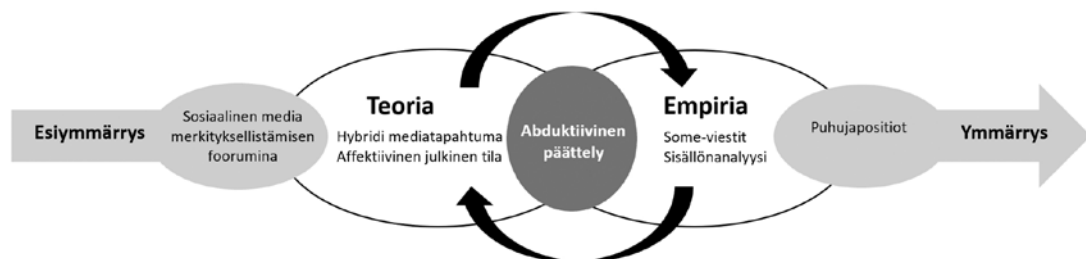 Esiymmärrys
Sosiaalinen media
merkityksellistämisen
foorumina
Teoria
Hybridi mediatapahtuma
Affektiivinen julkinen tila
Abduktiivinen
päättely
Empiria
Some-viestit
Sisällönanalyysi
Puhujapositiot
Ymmärrys